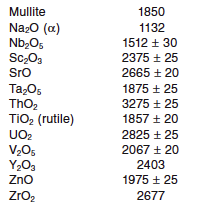 Mullite 1850
Na₂O (α) 1132
Nb₂O₅ 1512 ± 30
Sc₂O₃ 2375 ± 25
SrO 2665 ± 20
Ta₂O₅ 1875 ± 25
ThO₂ 3275 ± 25
TiO₂ (rutile) 1857 ± 20
UO₂ 2825 ± 25
V₂O₅ 2067 ± 20
Y₂O₃ 2403
ZnO 1975 ± 25
ZrO₂ 2677